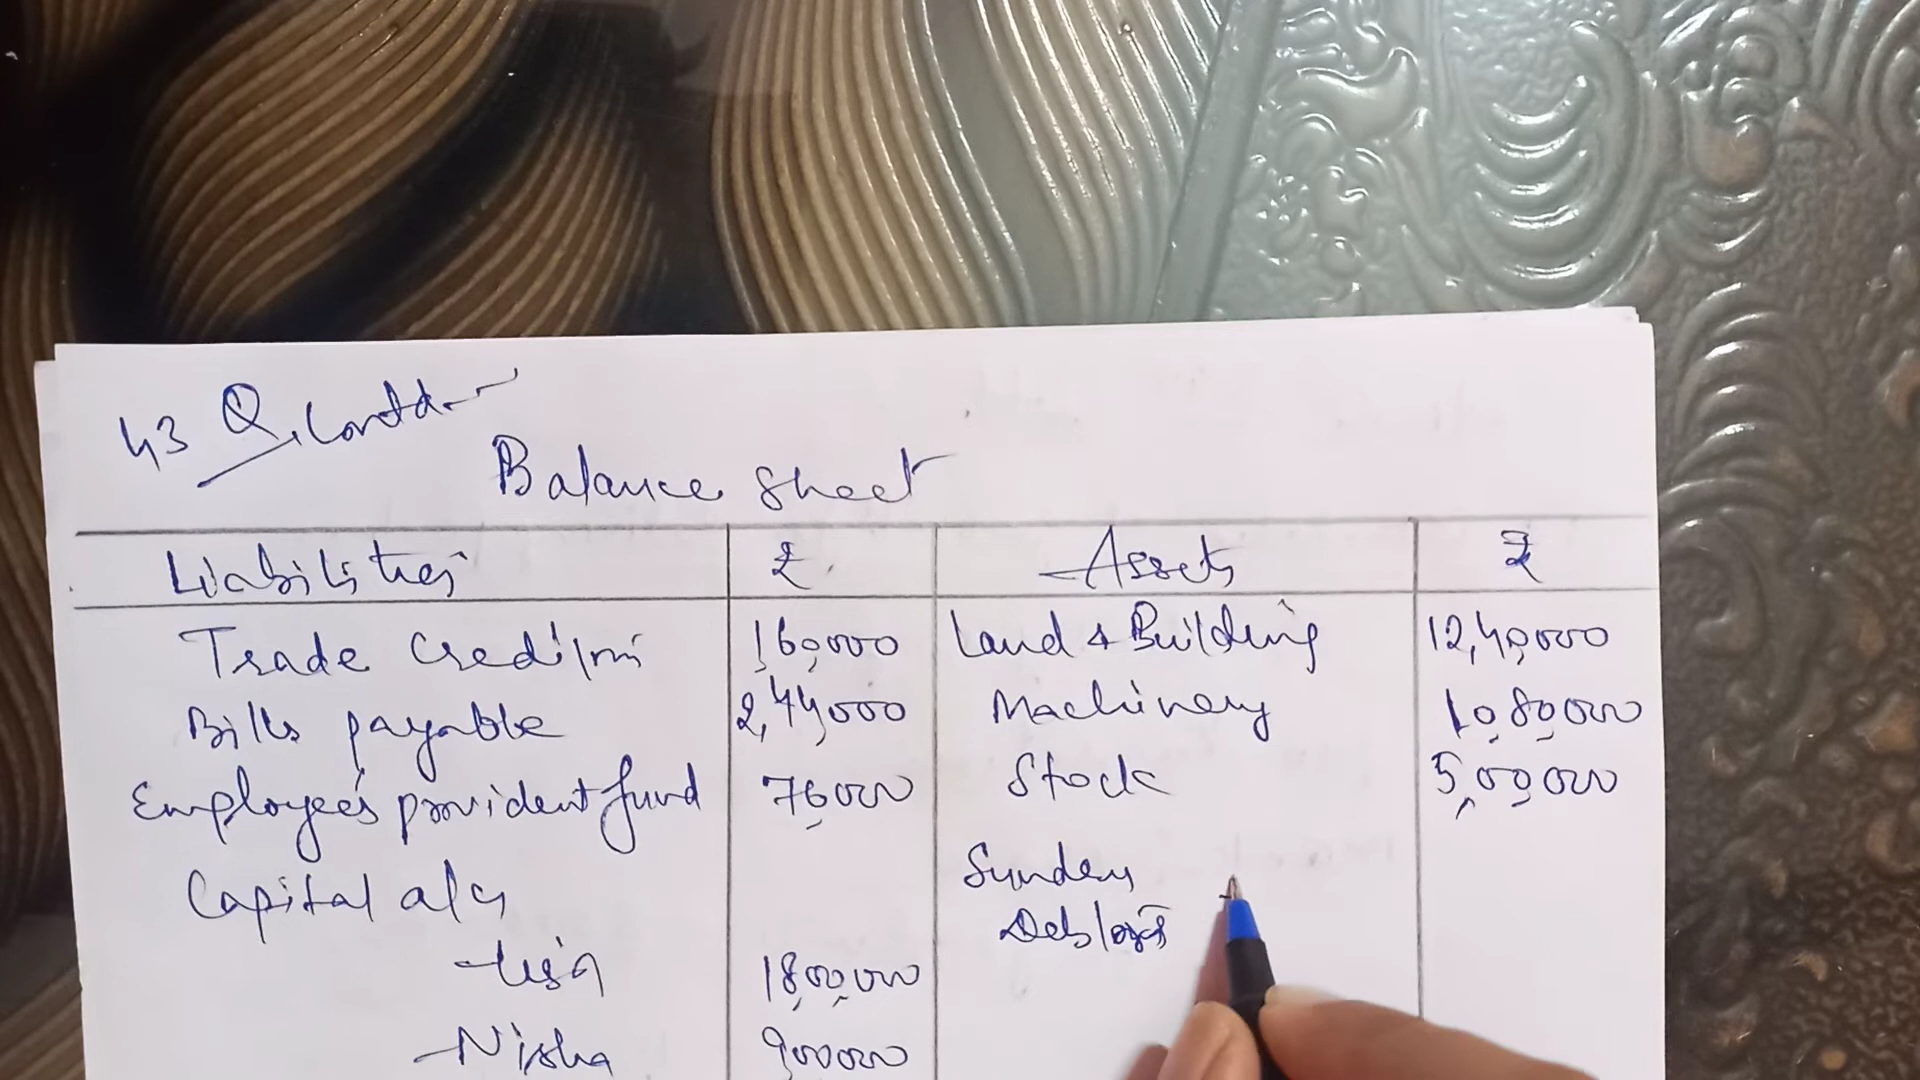 43 Q. Contd-
Balance Sheet
Liabilities ₹ Assets ₹
Trade Creditors 1,60,000 Land & Building 12,40,000
Bills payable 2,44,000 Machinery 10,80,000
Employees provident fund 76,000 Stock 5,00,000
Capital a/cs Sundry
Debtors
18,00,000
- Nisha 9,00,000